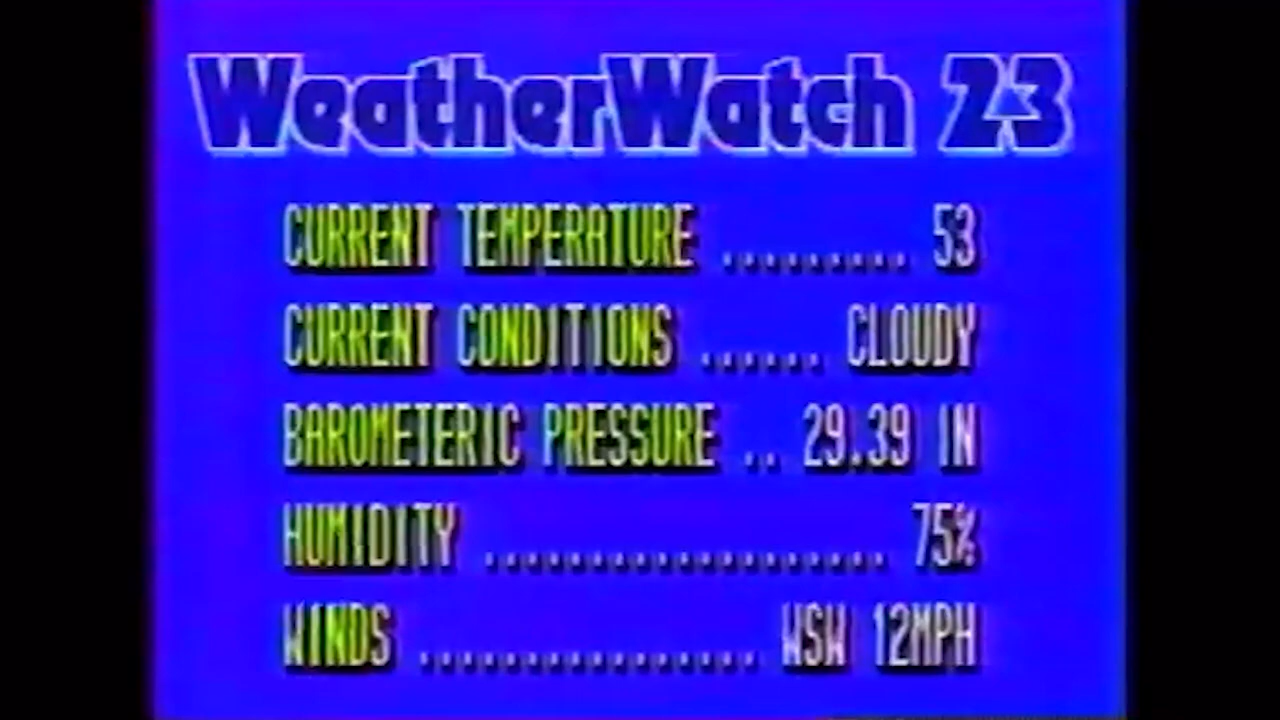 WeatherWatch 23
CURRENT TEMPERATURE ......... 53
CURRENT CONDITIONS ...... CLOUDY
BAROMETERIC PRESSURE .. 29.39 IN
HUMIDITY ................... 75%
WINDS ................ WSW 12MPH